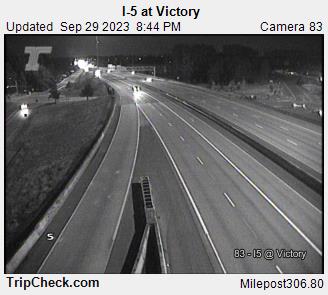 I-5 at Victory
Updated Sep 29 2023 8:44 PM Camera 83
T
S
83 - I5 @ Victory
TripCheck.com Milepost306.80